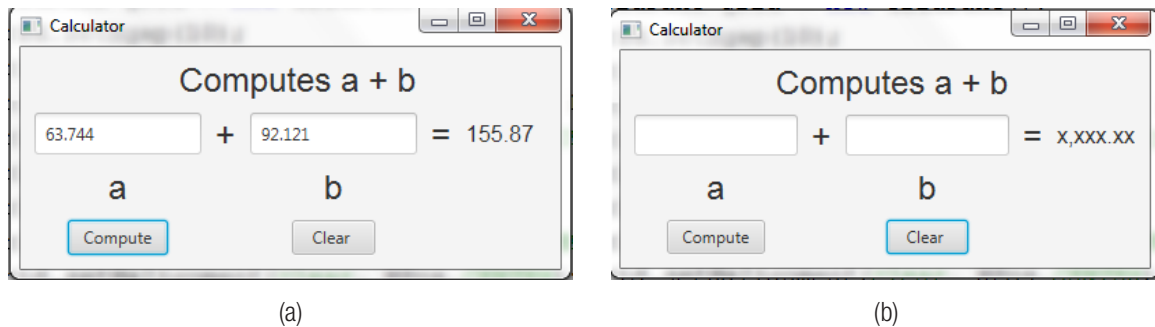 Calculator
Computes a + b
63.744 + 92.121 = 155.87
a b
Compute Clear
(a)
Calculator
Computes a + b
+ = x,xxx.xx
a b
Compute Clear
(b)